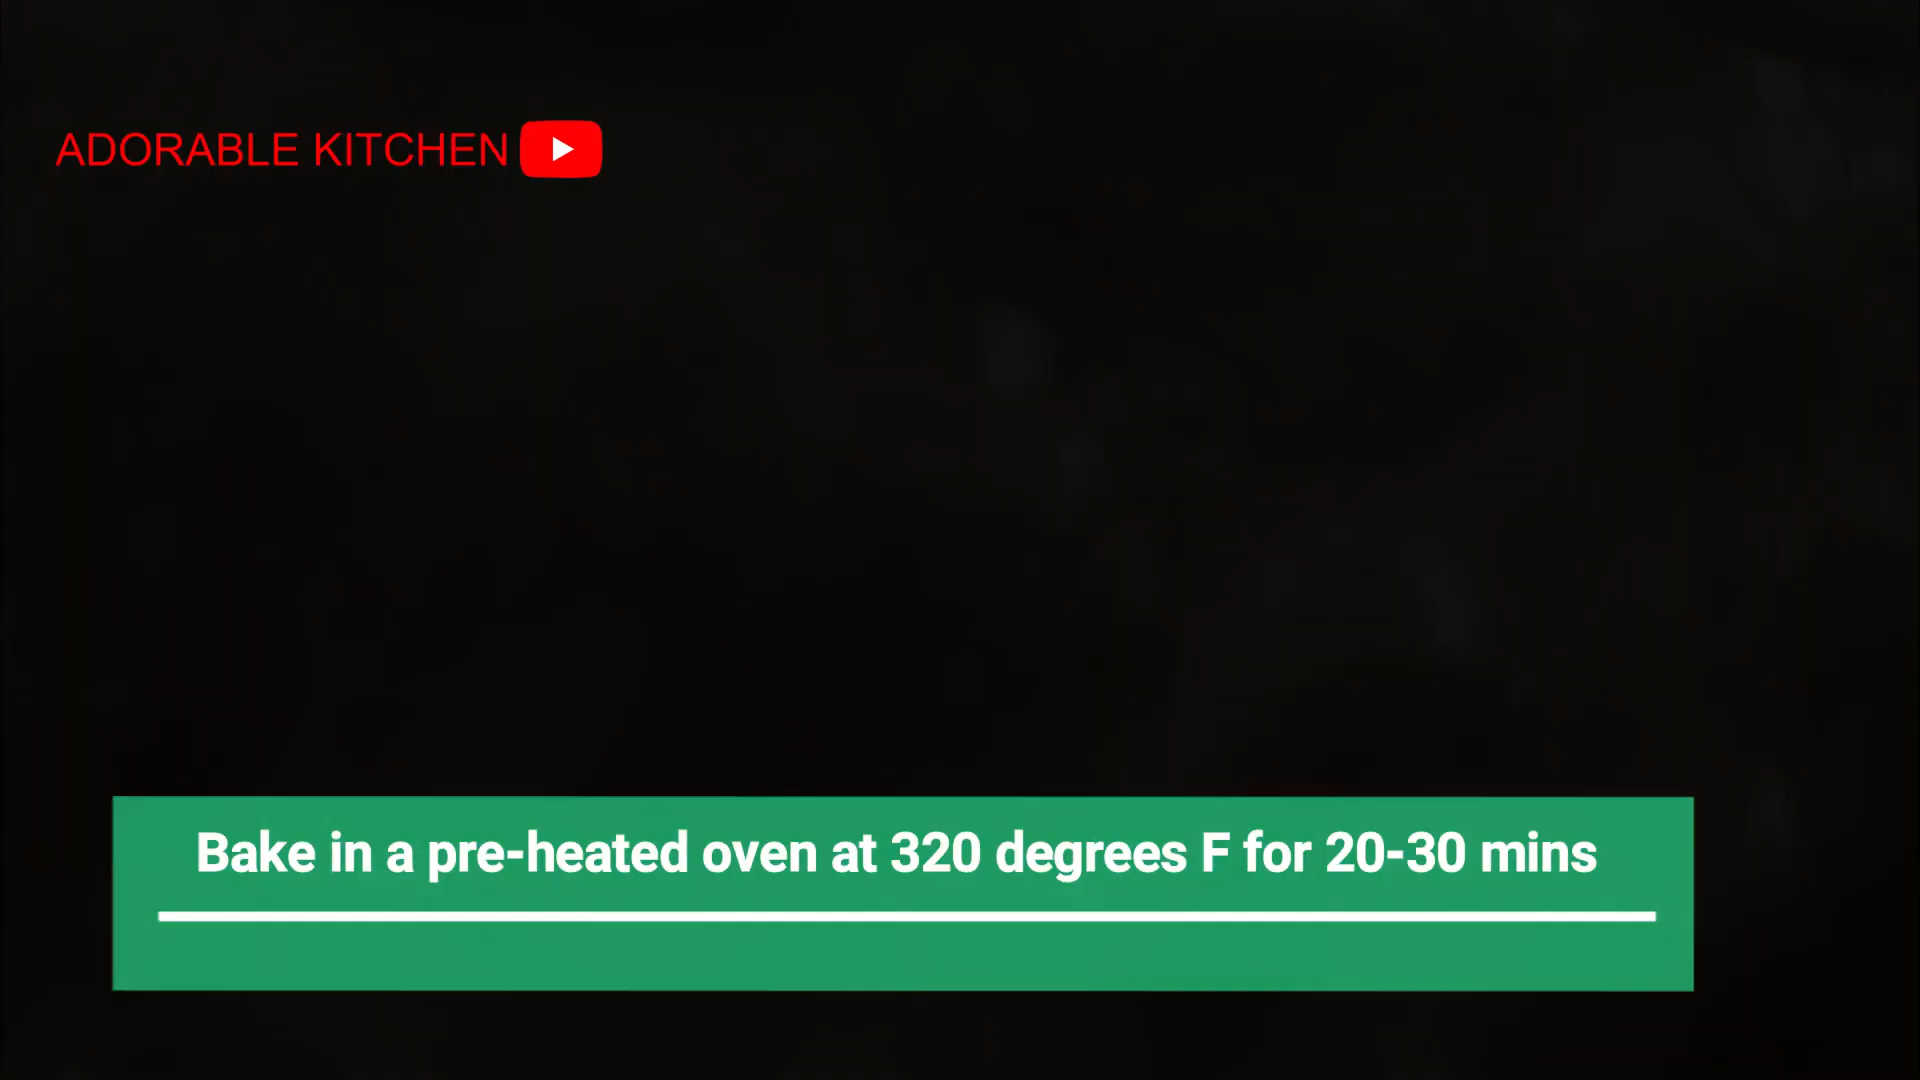 ADORABLE KITCHEN
Bake in a pre-heated oven at 320 degrees F for 20-30 mins